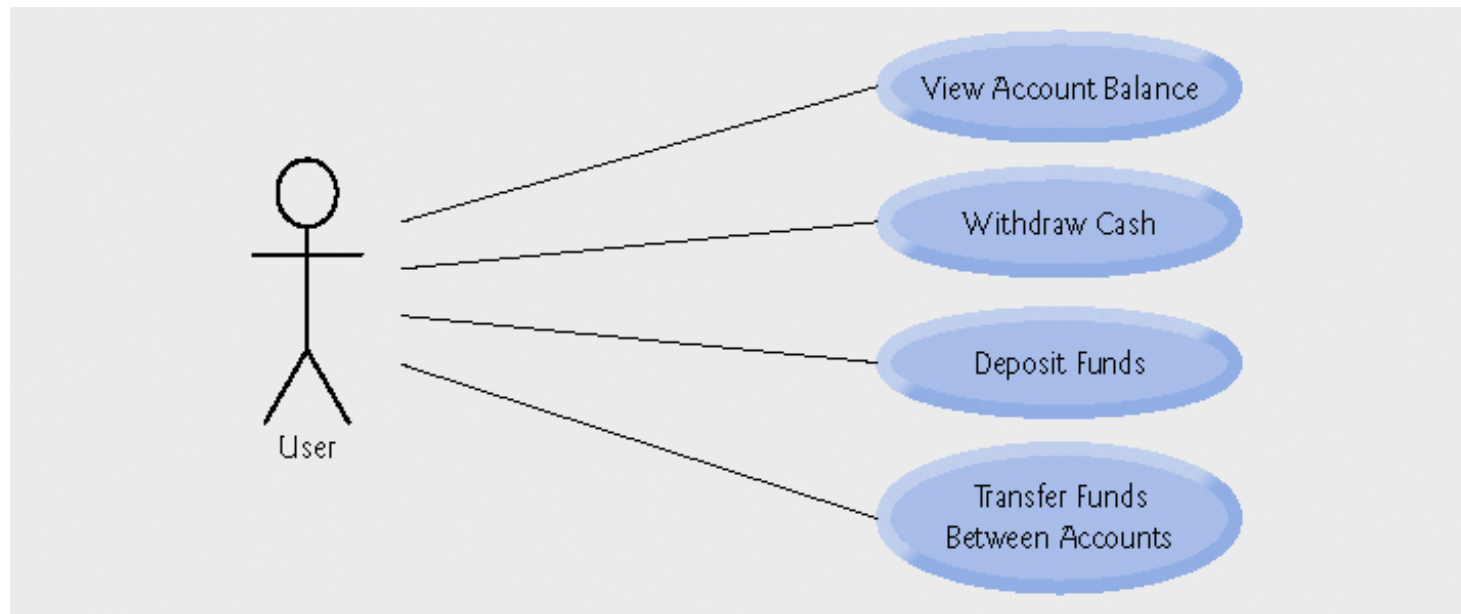 View Account Balance
Withdraw Cash
Deposit Funds
User
Transfer Funds
Between Accounts